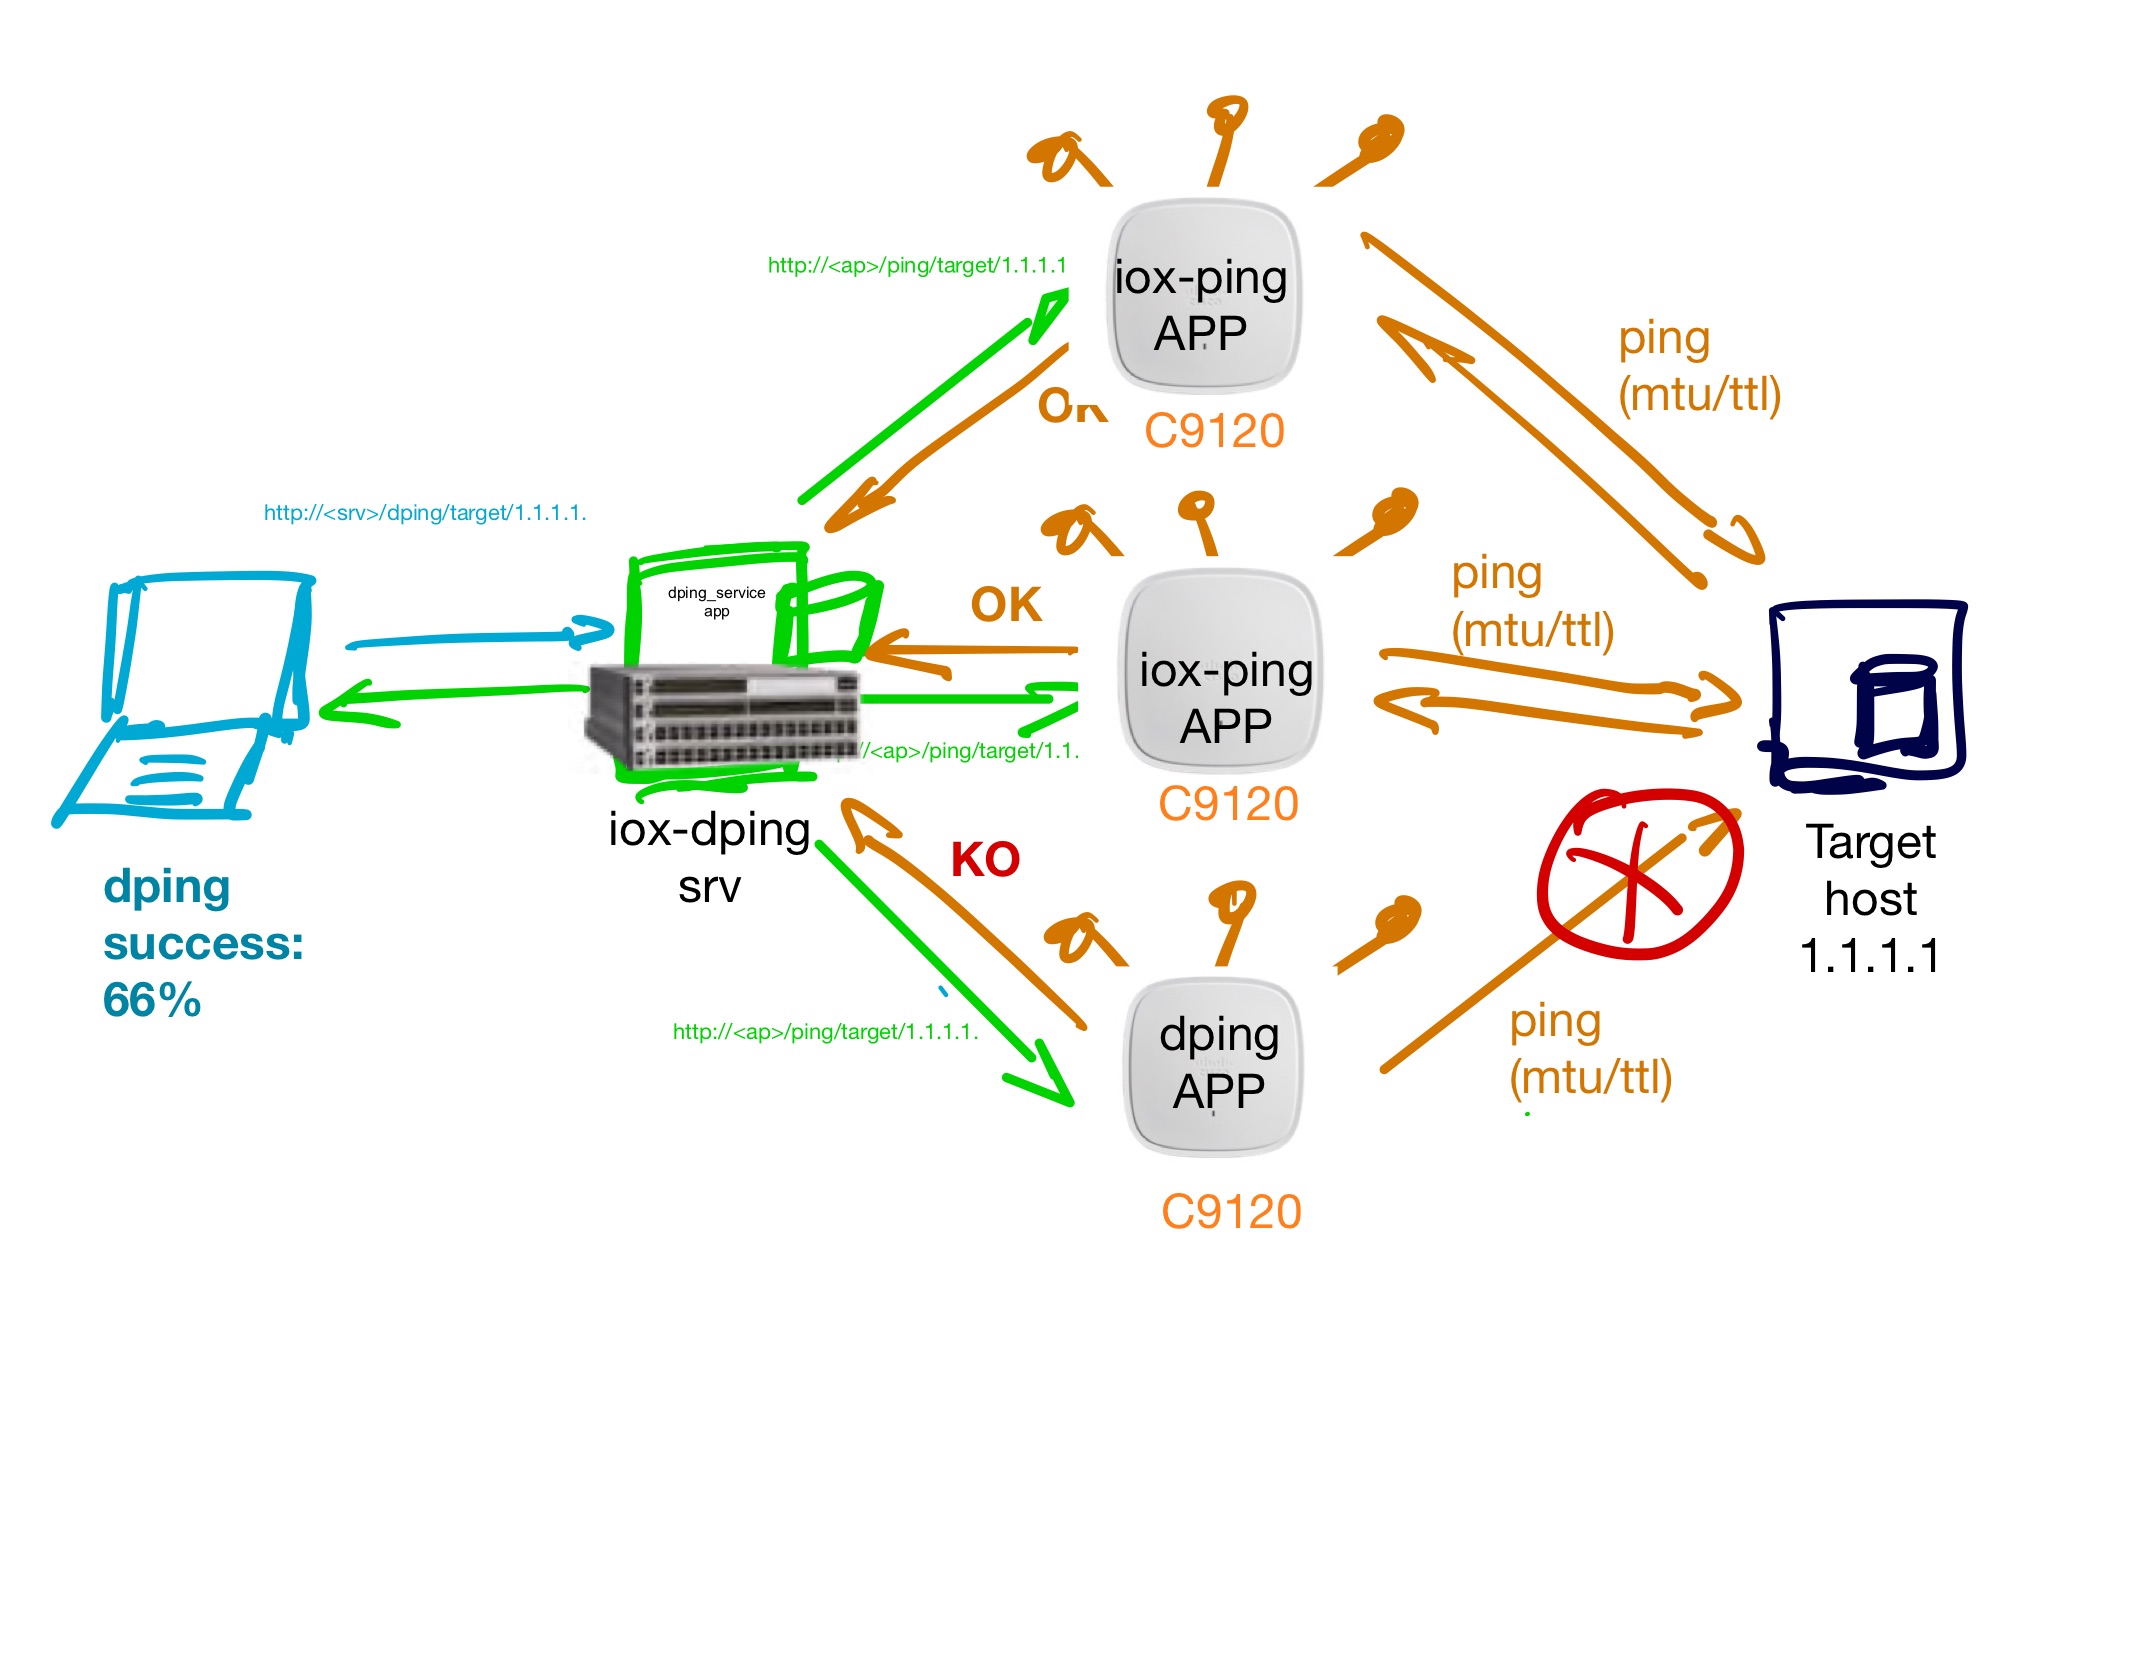 http://<ap>/ping/target/1.1.1.1
iox-ping
APP
ping
(mtu/ttl)
OK
C9120
http://<srv>/dping/target/1.1.1.1.
dping_service
app
OK
ping
(mtu/ttl)
iox-ping
APP
//<ap>/ping/target/1.1.
C9120
iox-dping
srv
KO
Target
host
1.1.1.1
dping
success:
66%
http://<ap>/ping/target/1.1.1.1.
dping
APP
ping
(mtu/ttl)
C9120